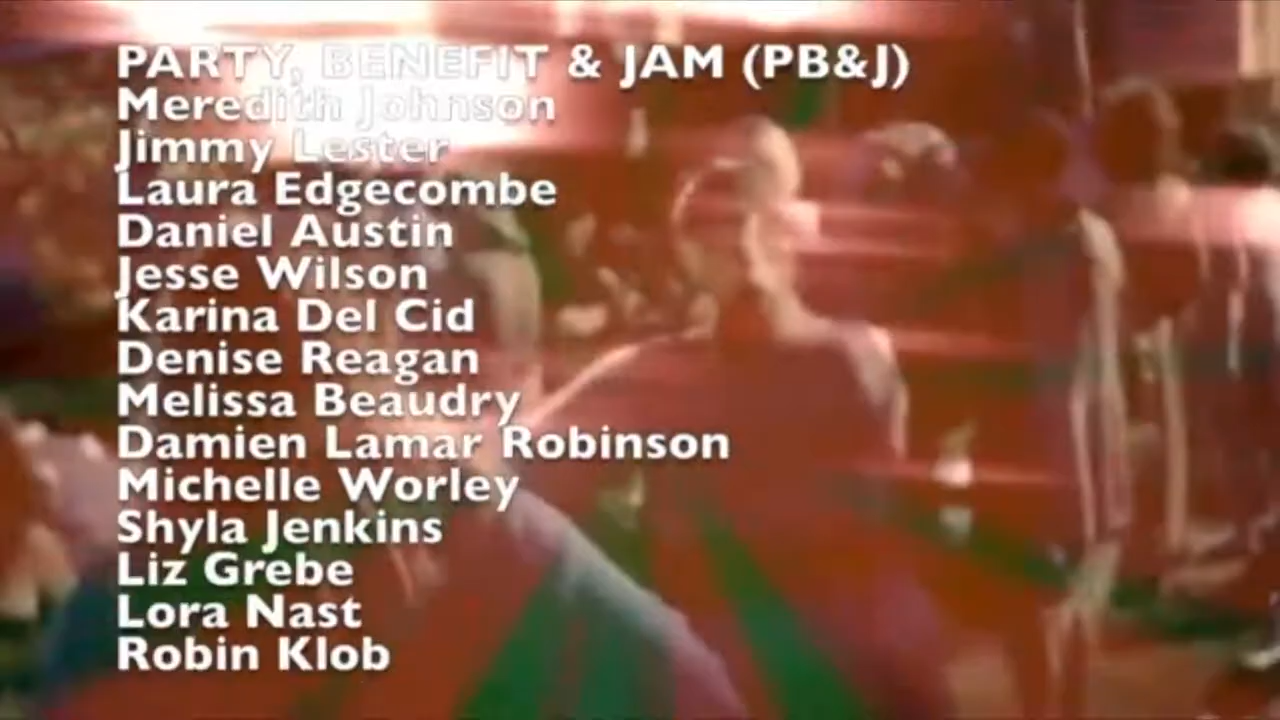 PARTY, BENEFIT & JAM (PB&J)
Meredith Johnson
Jimmy Lester
Laura Edgecombe
Daniel Austin
Jesse Wilson
Karina Del Cid
Denise Reagan
Melissa Beaudry
Damien Lamar Robinson
Michelle Worley
Shyla Jenkins
Liz Grebe
Lora Nast
Robin Klob